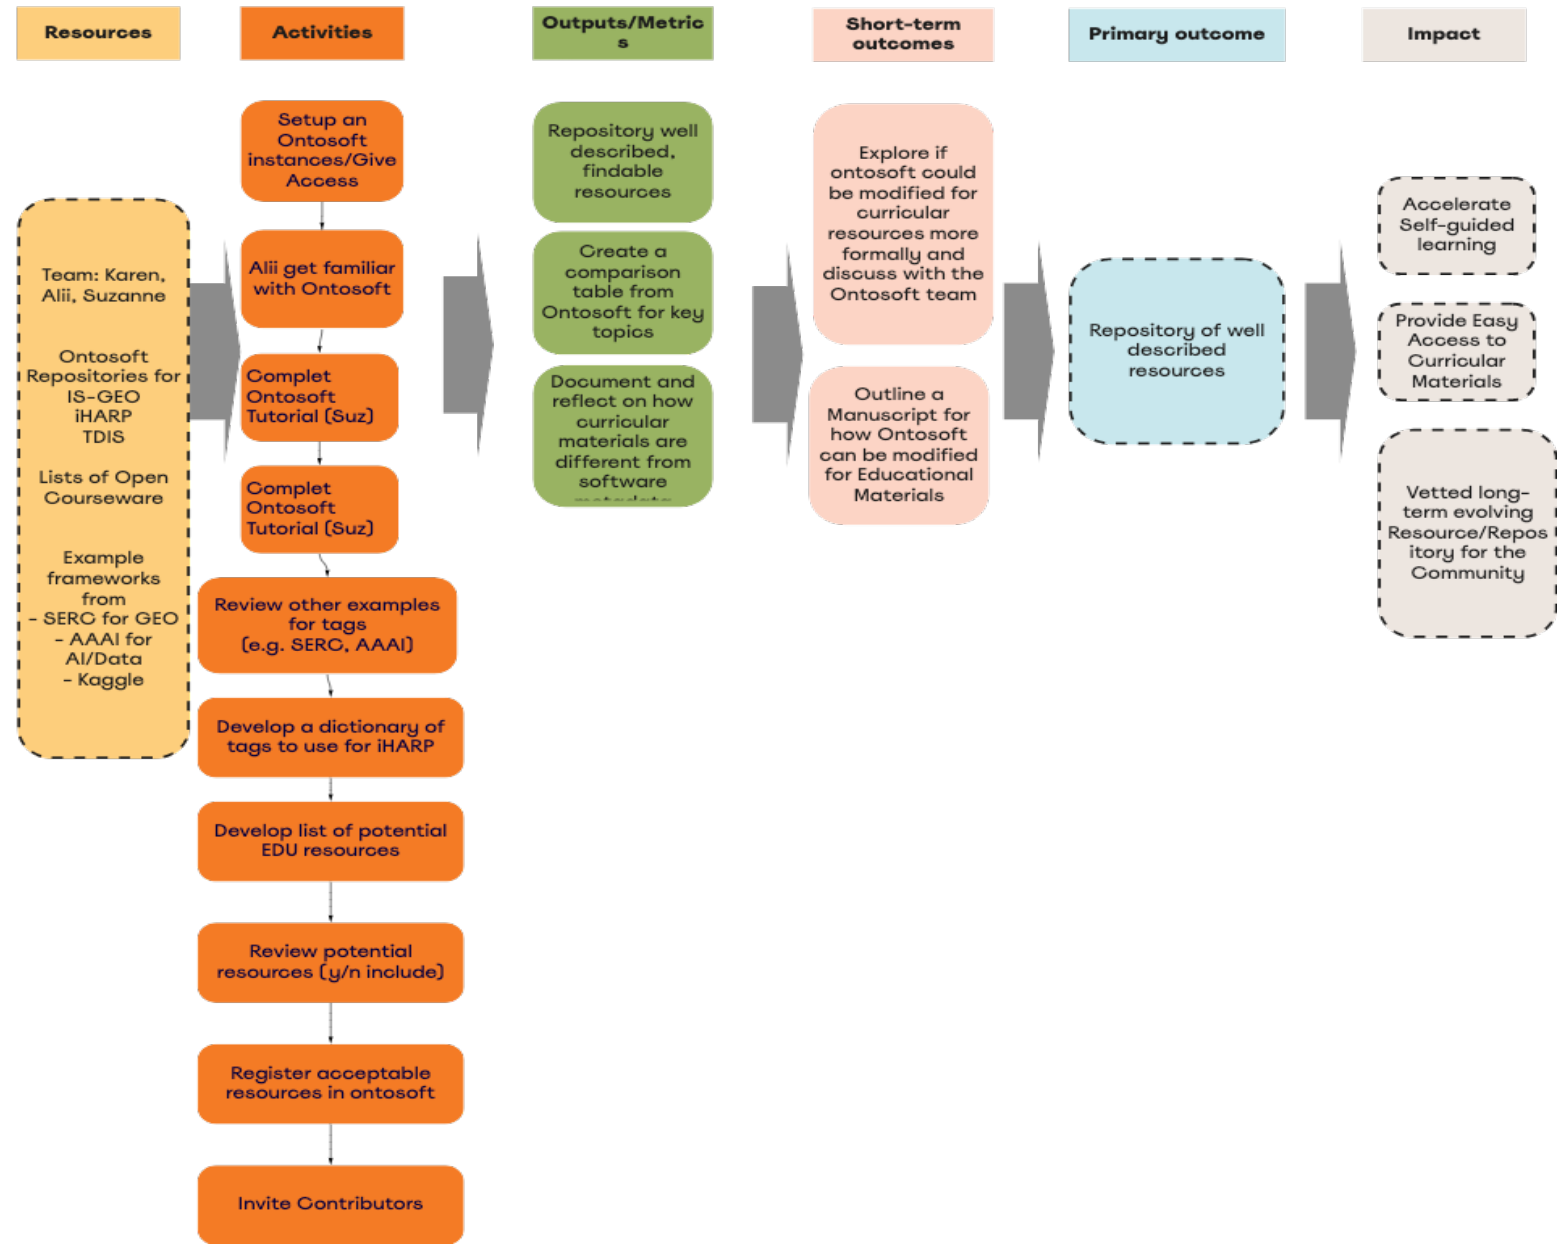 Resources
Activities
Outputs/Metric
s
Short-term
outcomes
Primary outcome
Impact
Team: Karen,
Alii, Suzanne
Ontosoft
Repositories for
IS-GEO
iHARP
TDIS
Lists of Open
Courseware
Example
frameworks
from
- SERC for GEO
- AAAI for
AI/Data
- Kaggle
Setup an
Ontosoft
instances/Give
Access
Alii get familiar
with Ontosoft
Complet
Ontosoft
Tutorial (Suz)
Complet
Ontosoft
Tutorial (Suz)
Review other examples
for tags
(e.g. SERC, AAAI)
Develop a dictionary of
tags to use for iHARP
Develop list of potential
EDU resources
Review potential
resources (y/n include)
Register acceptable
resources in ontosoft
Invite Contributors
Repository well
described,
findable
resources
Create a
comparison
table from
Ontosoft for key
topics
Document and
reflect on how
curricular
materials are
different from
software
Explore if
ontosoft could
be modified for
curricular
resources more
formally and
discuss with the
Ontosoft team
Outline a
Manuscript for
how Ontosoft
can be modified
for Educational
Materials
Repository of well
described
resources
Accelerate
Self-guided
learning
Provide Easy
Access to
Curricular
Materials
Vetted long-
term evolving
Resource/Repos
itory for the
Community